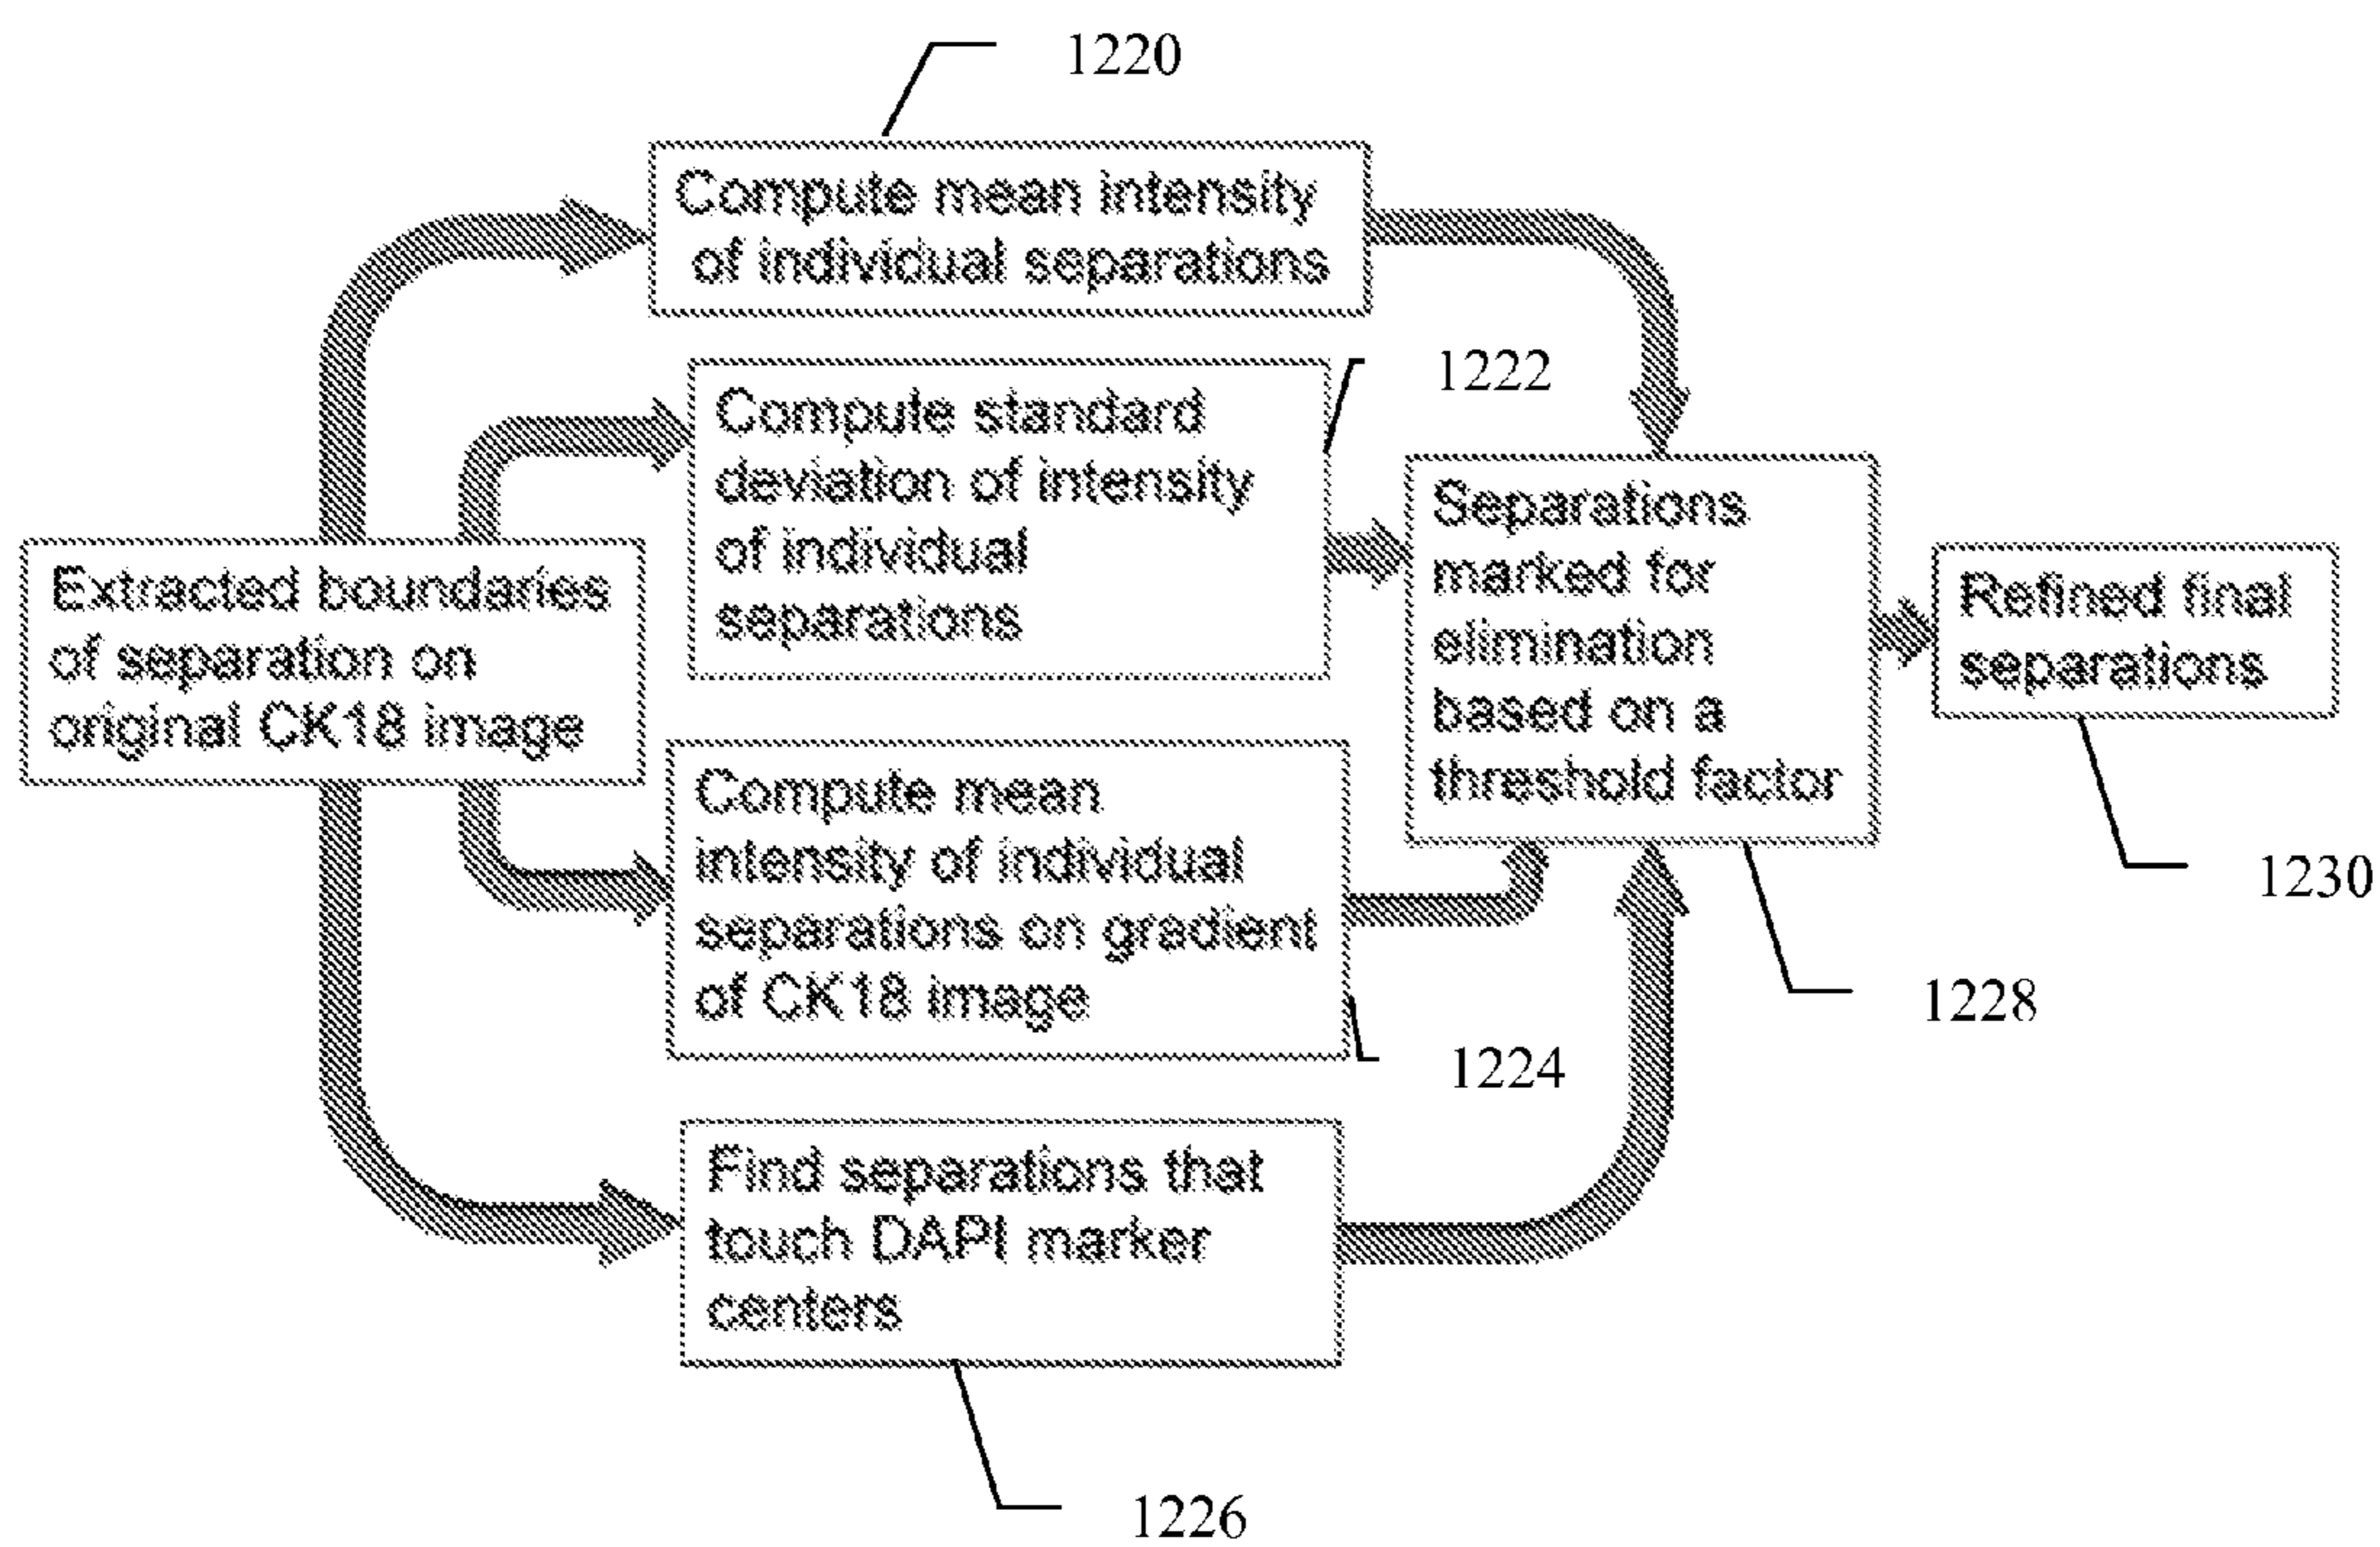 1220
Compute mean intensity
of individual separations
1222
Compute standard
deviation of intensity
of individual
separations
Extracted boundaries
of separation on
original CK18 image
Separations
marked for
elimination
based on a
threshold factor
Refined final
separations
1230
Compute mean
intensity of individual
separations on gradient
of CK18 image
1228
1224
Find separations that
touch DAPI marker
centers
1226